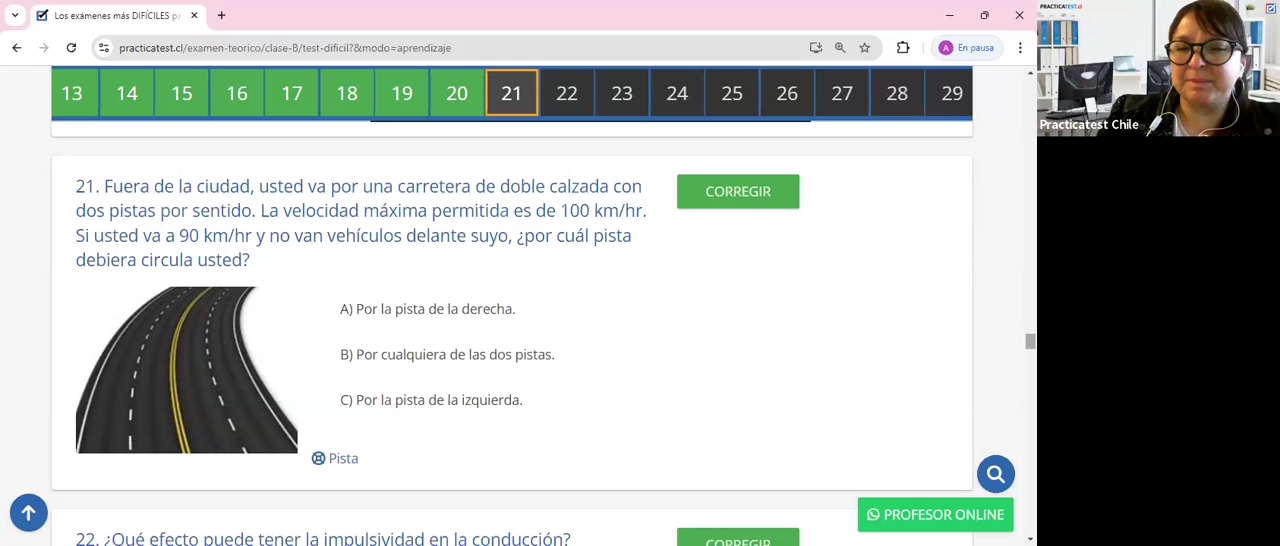 Los exámenes más DIFÍCILES pa
practicatest.cl/examen-teorico/clase-B/test-dificil?&modo=aprendizaje
A
En pausa
13 14 15 16 17 18 19 20 21 22 23 24 25 26 27 28 29
21. Fuera de la ciudad, usted va por una carretera de doble calzada con
dos pistas por sentido. La velocidad máxima permitida es de 100 km/hr.
Si usted va a 90 km/hr y no van vehículos delante suyo, ¿por cuál pista
debiera circula usted?
CORREGIR
A) Por la pista de la derecha.
B) Por cualquiera de las dos pistas.
C) Por la pista de la izquierda.
Pista
PROFESOR ONLINE
22. ¿Qué efecto puede tener la impulsividad en la conducción?
CORREGIR
PRACTICATEST.cl
Practicatest Chile